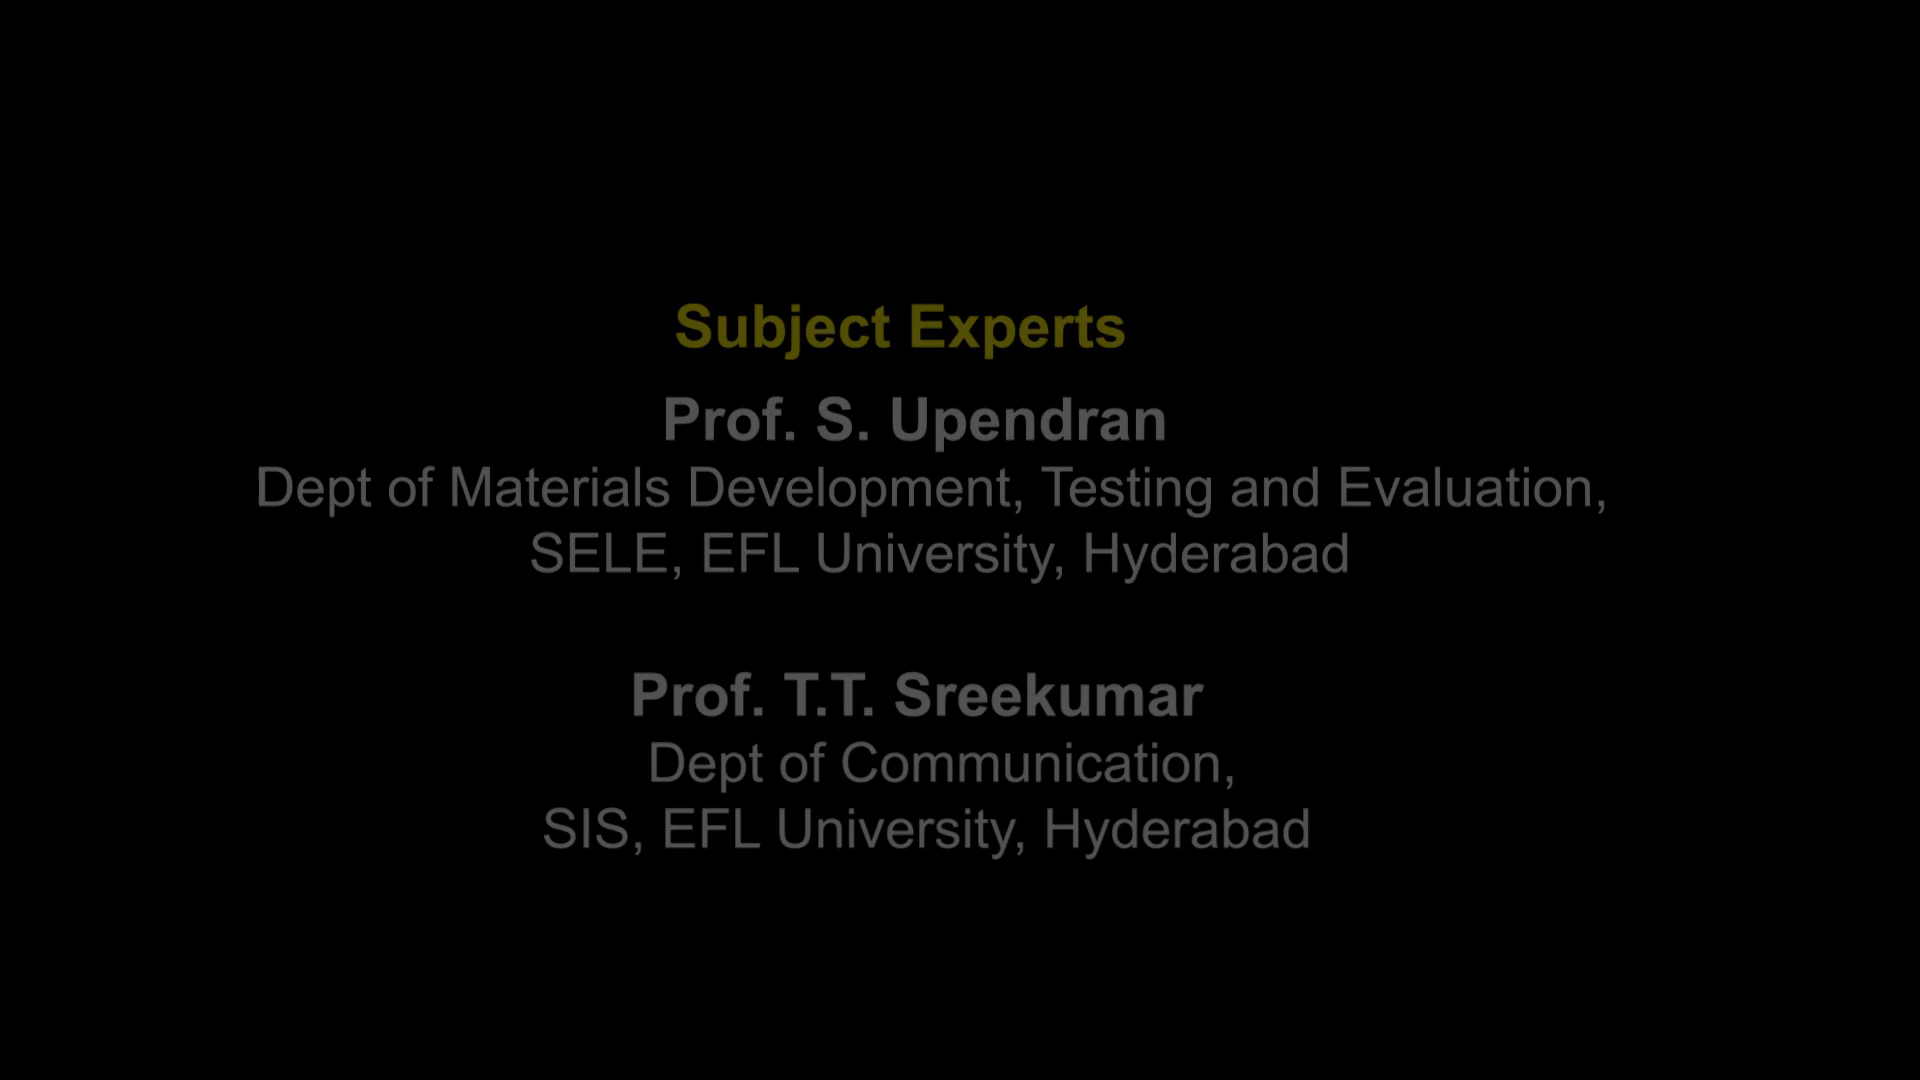 Subject Experts
Prof. S. Upendran
Dept of Materials Development, Testing and Evaluation,
SELE, EFL University, Hyderabad
Prof. T.T. Sreekumar
Dept of Communication,
SIS, EFL University, Hyderabad